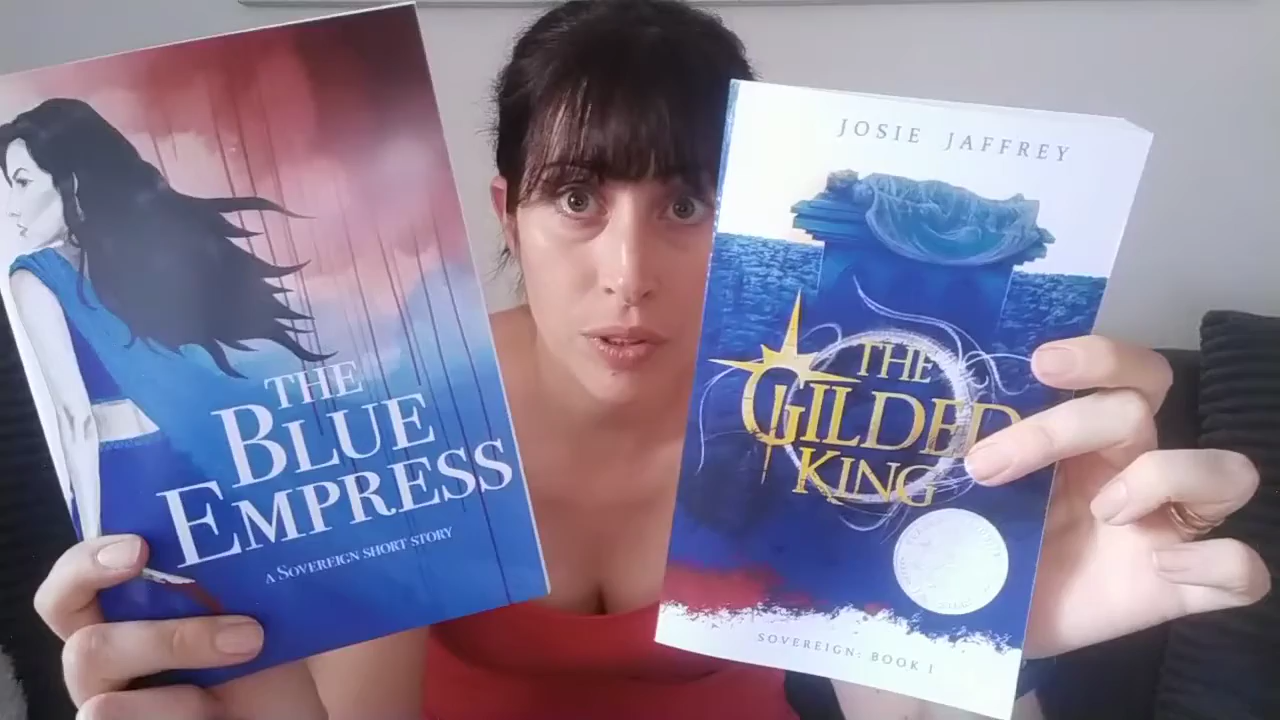 THE
BLUE
EMPRESS
A SOVEREIGN SHORT STORY
JOSIE JAFFREY
THE
GILDED
KING
SOVEREIGN: BOOK I